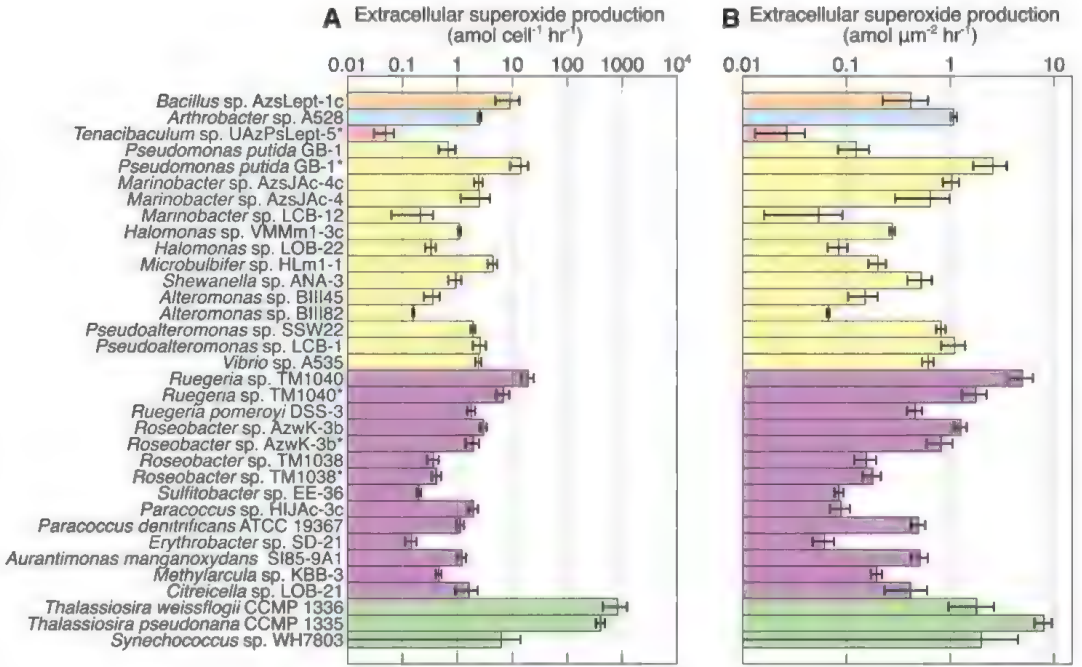 A Extracellular superoxide production
(amol cell⁻¹ hr⁻¹)
0.01 0.1 1 10 100 1000 10⁴
B Extracellular superoxide production
(amol μm⁻² hr⁻¹)
0.01 0.1 1 10
Bacillus sp. AzsLept-1c
Arthrobacter sp. A528
Tenacibaculum sp. UAzPsLept-5*
Pseudomonas putida GB-1
Pseudomonas putida GB-1*
Marinobacter sp. AzsJAc-4c
Marinobacter sp. AzsJAc-4
Marinobacter sp. LCB-12
Halomonas sp. VMMm1-3c
Halomonas sp. LOB-22
Microbulbifer sp. HLm1-1
Shewanella sp. ANA-3
Alteromonas sp. BIII45
Alteromonas sp. BIII82
Pseudoalteromonas sp. SSW22
Pseudoalteromonas sp. LCB-1
Vibrio sp. A535
Ruegeria sp. TM1040
Ruegeria sp. TM1040*
Ruegeria pomeroyi DSS-3
Roseobacter sp. AzwK-3b
Roseobacter sp. AzwK-3b*
Roseobacter sp. TM1038
Roseobacter sp. TM1038*
Sulfitobacter sp. EE-36
Paracoccus sp. HIJAc-3c
Paracoccus denitrificans ATCC 19367
Erythrobacter sp. SD-21
Aurantimonas manganoxydans SI85-9A1
Methylarcula sp. KBB-3
Citreicella sp. LOB-21
Thalassiosira weissflogii CCMP 1336
Thalassiosira pseudonana CCMP 1335
Synechococcus sp. WH7803